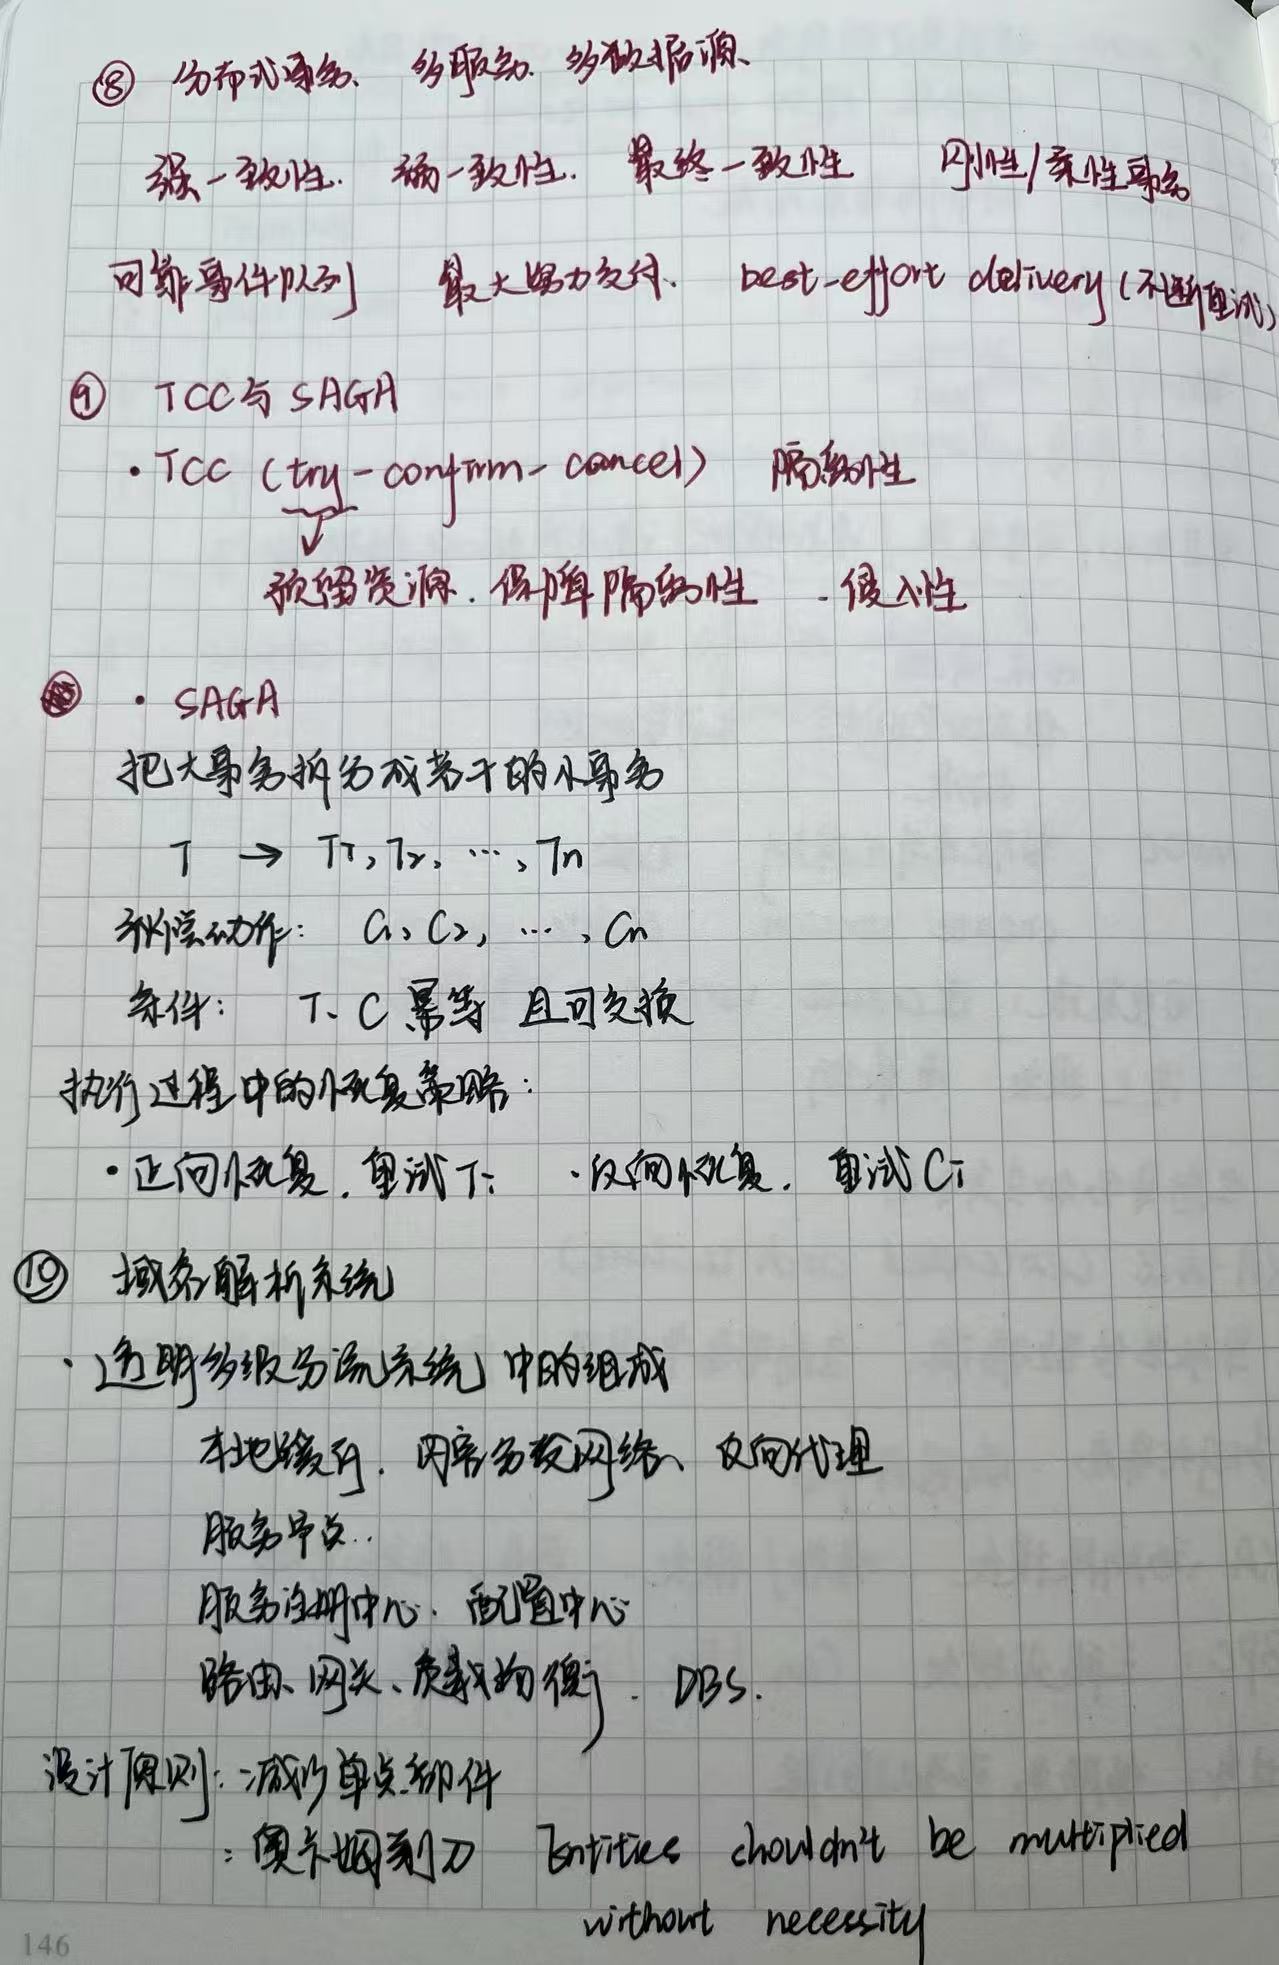 ⑧ 分布式事务、多服务、多数据源、
强一致性. 弱一致性. 最终一致性 刚性/柔性事务
可靠事件队列 最大努力交付、 best-effort delivery (不断重试)
⑨ TCC与SAGA
· TCC (try-confirm-cancel) 隔离性
↓
预留资源. 保障隔离性 . 侵入性
· SAGA
把大事务拆分成若干的小事务
T → T1, T2, …, Tn
补偿动作: C1, C2, …, Cn
条件: T、C 幂等 且可交换
执行过程中的恢复策略:
· 正向恢复. 重试Ti · 反向恢复. 重试Ci
⑩ 域名解析系统
· 透明多级分流系统中的组成
本地缓存. 内容分发网络、反向代理
服务节点..
服务注册中心. 配置中心
路由、网关、负载均衡. DBS.
设计原则: 减少单点部件
: 奥卡姆剃刀 Entities shouldn't be multiplied
without necessity
146